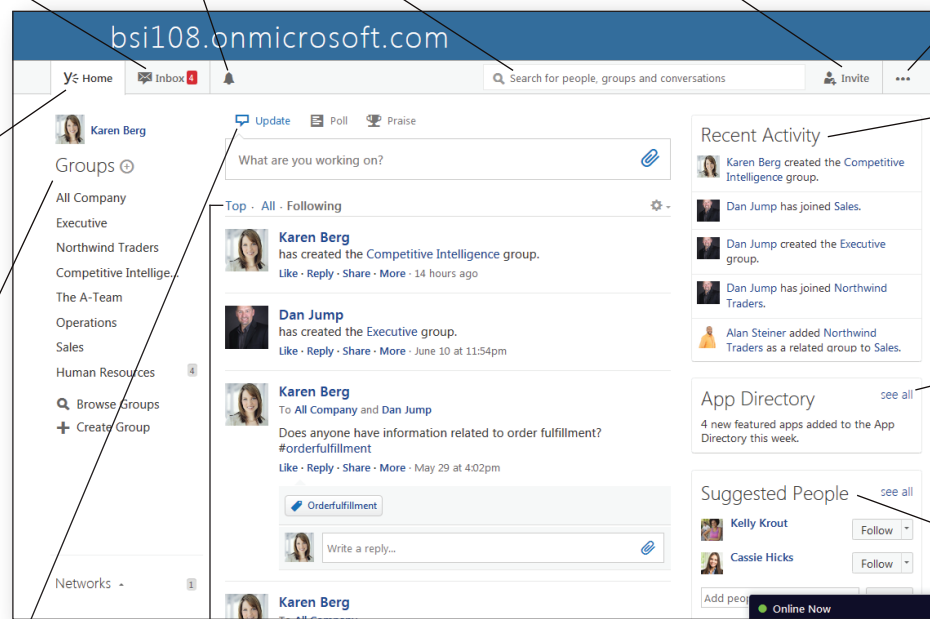 bsi108.onmicrosoft.com
Home
Inbox 4
Search for people, groups and conversations
Invite
Karen Berg
Groups
All Company
Executive
Northwind Traders
Competitive Intellige...
The A-Team
Operations
Sales
Human Resources 4
Browse Groups
Create Group
Networks 1
Update Poll Praise
What are you working on?
Top · All · Following
Karen Berg
has created the Competitive Intelligence group.
Like · Reply · Share · More · 14 hours ago
Dan Jump
has created the Executive group.
Like · Reply · Share · More · June 10 at 11:54pm
Karen Berg
To All Company and Dan Jump
Does anyone have information related to order fulfillment?
#orderfulfillment
Like · Reply · Share · More · May 29 at 4:02pm
Orderfulfillment
Write a reply...
Karen Berg
To All Company
Recent Activity
Karen Berg created the Competitive
Intelligence group.
Dan Jump has joined Sales.
Dan Jump created the Executive
group.
Dan Jump has joined Northwind
Traders.
Alan Steiner added Northwind
Traders as a related group to Sales.
App Directory see all
4 new featured apps added to the App
Directory this week.
Suggested People see all
Kelly Krout Follow
Cassie Hicks Follow
Add
Online Now